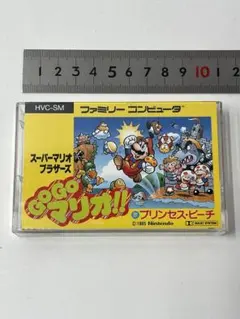 1 2 3 4 5 6 7 8 9 10 1
HVC-SM
ファミリー コンピュータ
スーパーマリオ
ブラザーズ
GO GO
マリオ!!
プリンセス・ピーチ
©1985 Nintendo